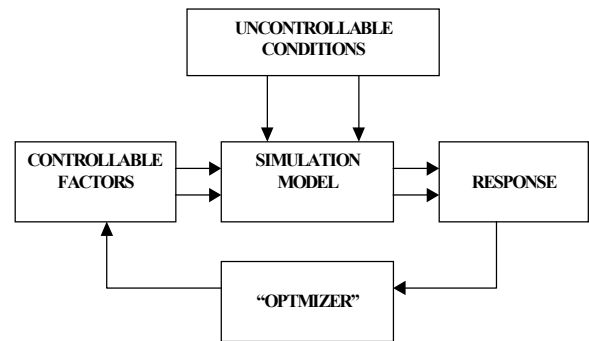 UNCONTROLLABLE
CONDITIONS
CONTROLLABLE
FACTORS
SIMULATION
MODEL
RESPONSE
“OPTMIZER”